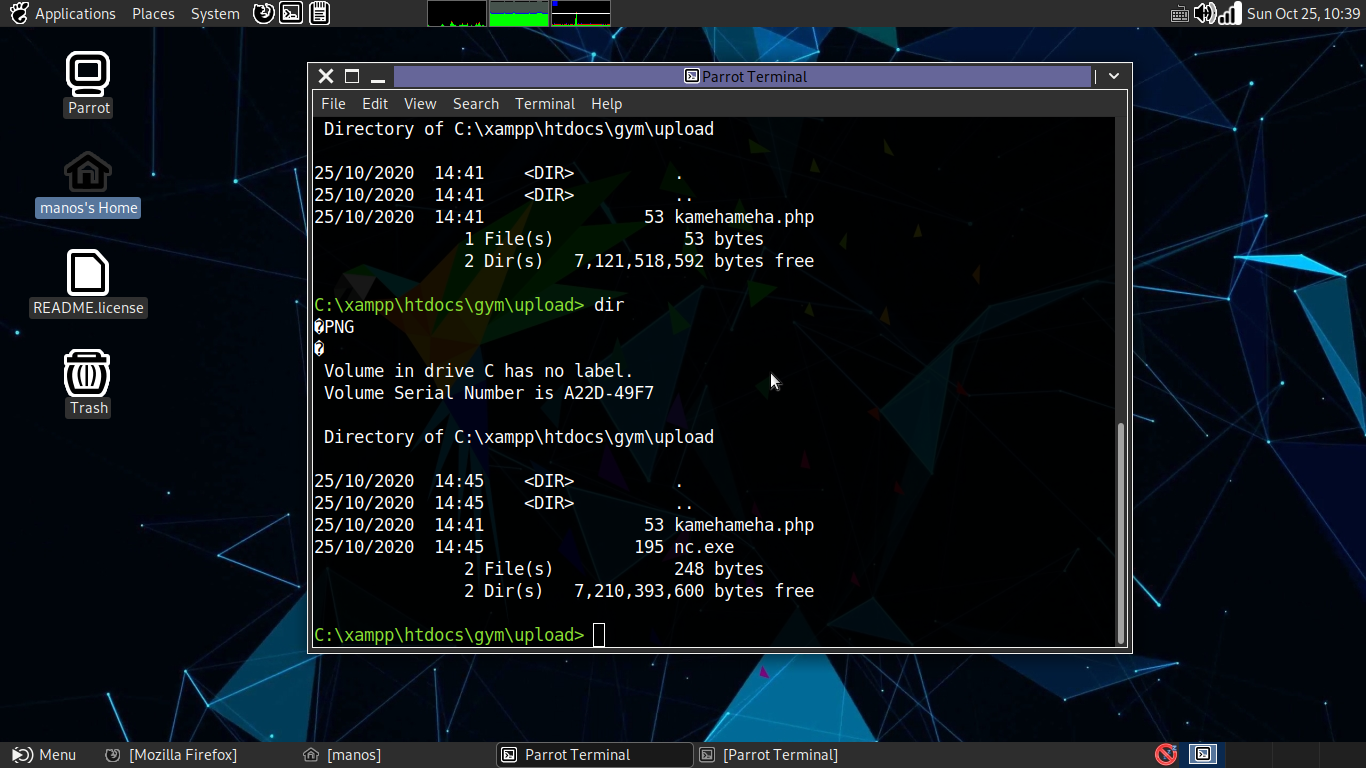 Applications Places System
Sun Oct 25, 10:39
Parrot
manos's Home
README.license
Trash
Parrot Terminal
File Edit View Search Terminal Help
Directory of C:\xampp\htdocs\gym\upload
25/10/2020  14:41    <DIR>          .
25/10/2020  14:41    <DIR>          ..
25/10/2020  14:41                53 kamehameha.php
1 File(s)             53 bytes
2 Dir(s)   7,121,518,592 bytes free
C:\xampp\htdocs\gym\upload> dir
�PNG
�
Volume in drive C has no label.
Volume Serial Number is A22D-49F7
Directory of C:\xampp\htdocs\gym\upload
25/10/2020  14:45    <DIR>          .
25/10/2020  14:45    <DIR>          ..
25/10/2020  14:41                53 kamehameha.php
25/10/2020  14:45               195 nc.exe
2 File(s)            248 bytes
2 Dir(s)   7,210,393,600 bytes free
C:\xampp\htdocs\gym\upload>
Menu [Mozilla Firefox] [manos] Parrot Terminal [Parrot Terminal]